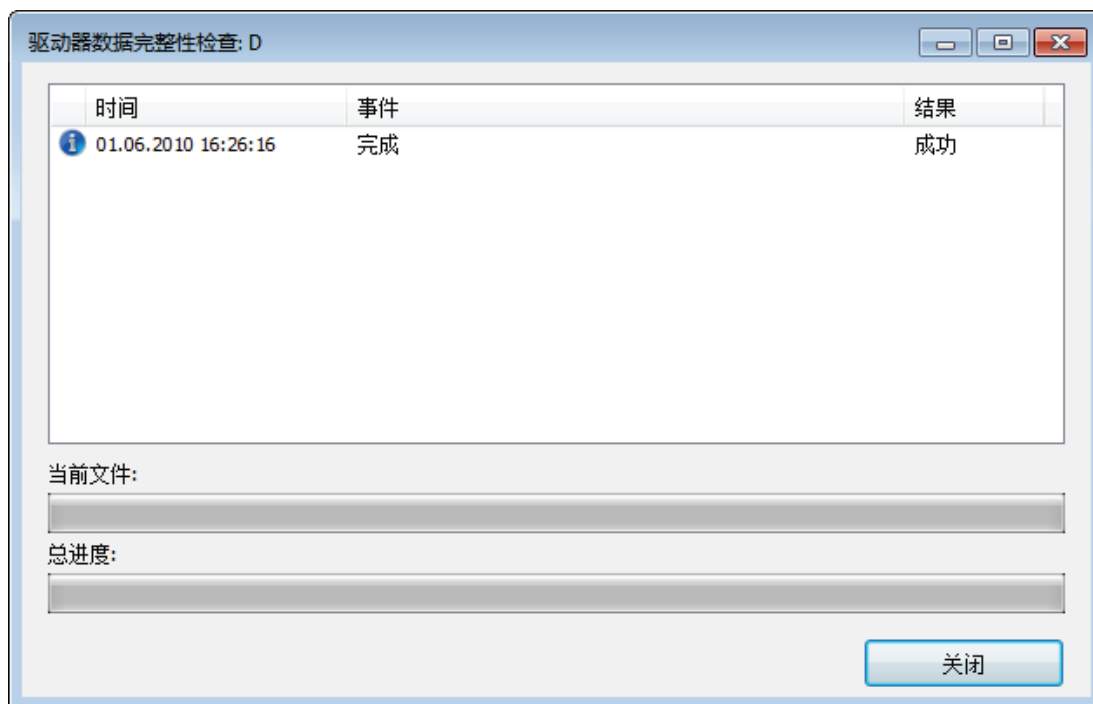 驱动器数据完整性检查: D
时间 事件 结果
01.06.2010 16:26:16 完成 成功
当前文件:
总进度:
关闭